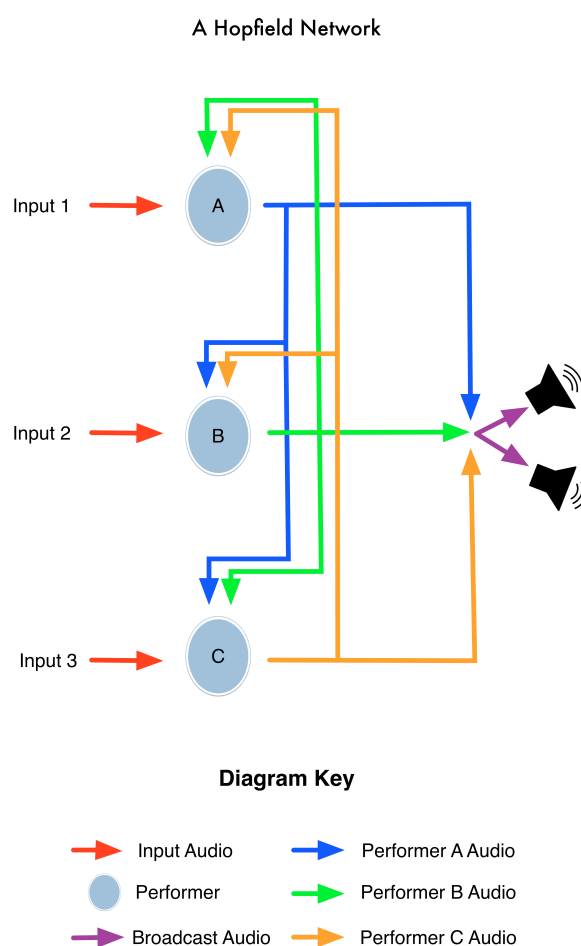 A Hopfield Network
Input 1
A
Input 2
B
Input 3
C
Diagram Key
Input Audio
Performer A Audio
Performer
Performer B Audio
Broadcast Audio
Performer C Audio